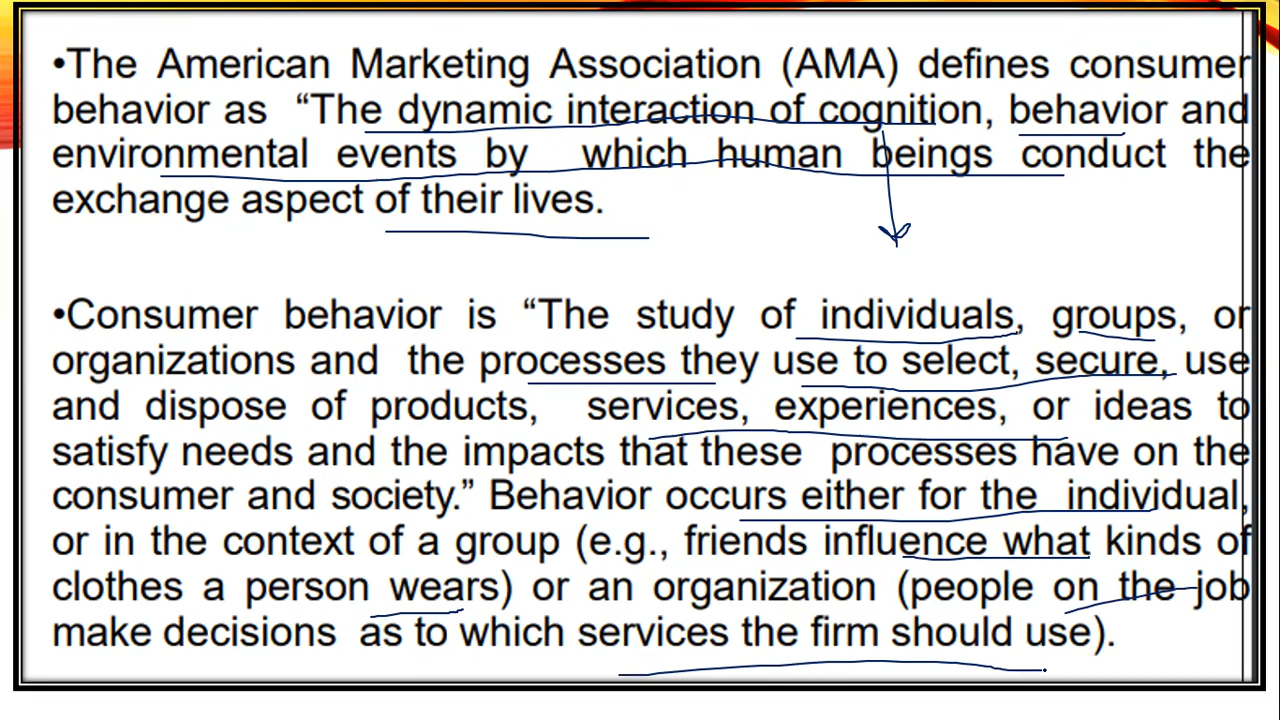 •The American Marketing Association (AMA) defines consumer
behavior as “The dynamic interaction of cognition, behavior and
environmental events by which human beings conduct the
exchange aspect of their lives.
•Consumer behavior is “The study of individuals, groups, or
organizations and the processes they use to select, secure, use
and dispose of products, services, experiences, or ideas to
satisfy needs and the impacts that these processes have on the
consumer and society.” Behavior occurs either for the individual,
or in the context of a group (e.g., friends influence what kinds of
clothes a person wears) or an organization (people on the job
make decisions as to which services the firm should use).